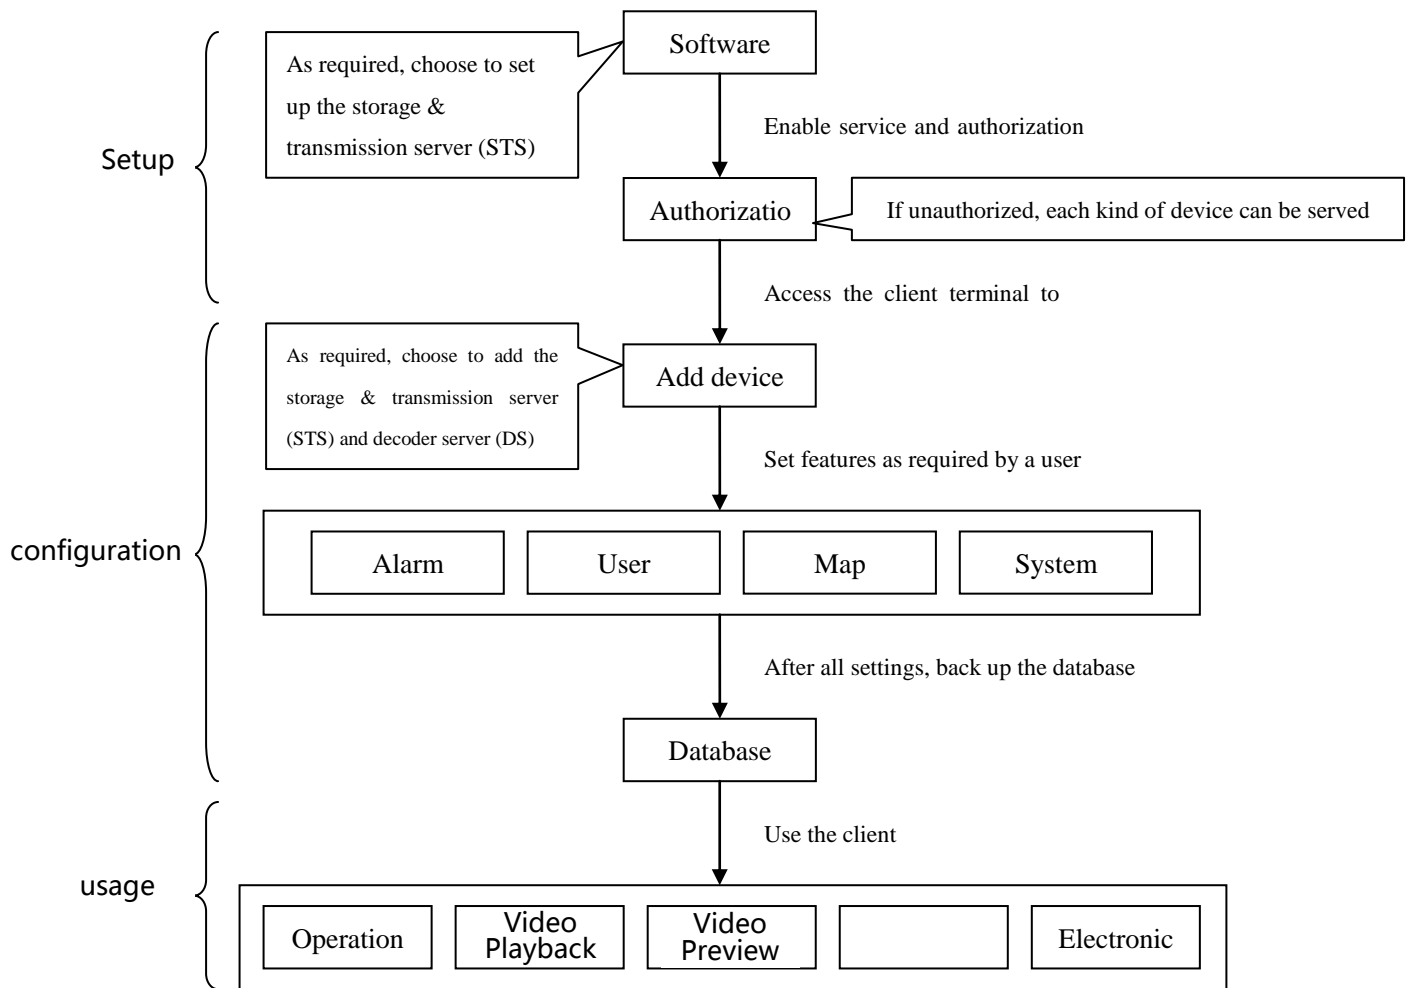 Software
As required, choose to set
up the storage &
transmission server (STS)
Enable service and authorization
Setup
Authorizatio
If unauthorized, each kind of device can be served
Access the client terminal to
As required, choose to add the
storage & transmission server
(STS) and decoder server (DS)
Add device
Set features as required by a user
configuration
Alarm
User
Map
System
After all settings, back up the database
Database
Use the client
usage
Operation
Video
Playback
Video
Preview
Electronic